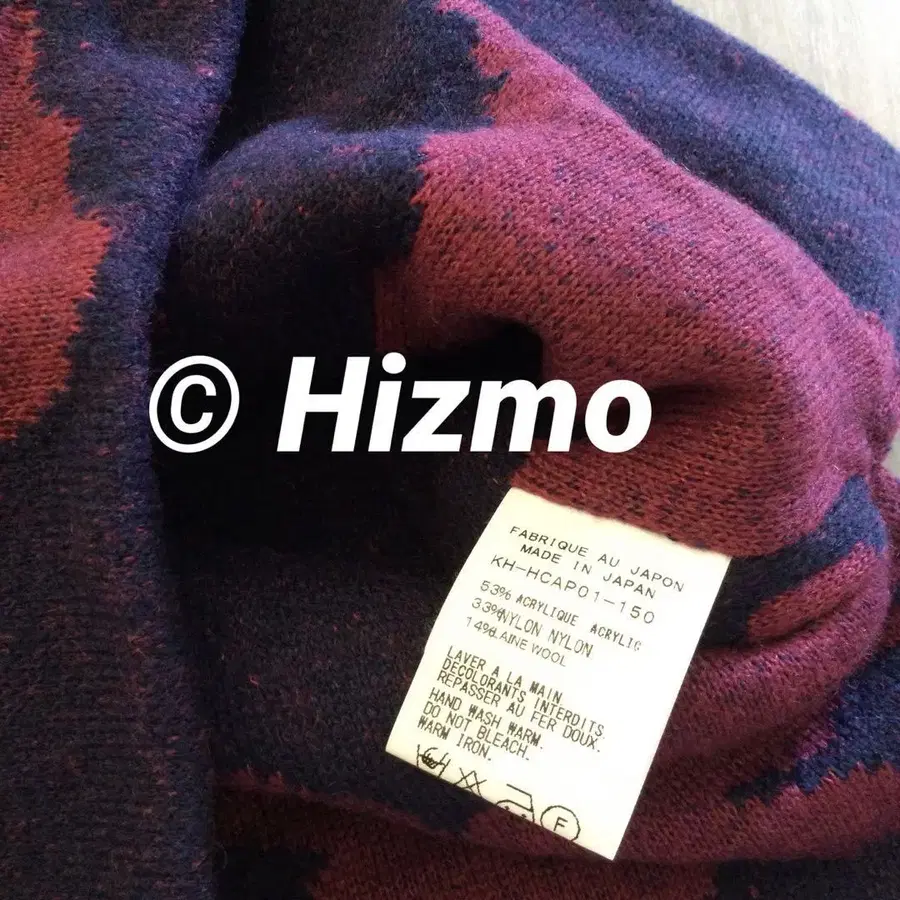 © Hizmo
FABRIQUE AU JAPON
MADE IN JAPAN
KH-HCAP01-150
53% ACRYLIQUE ACRYLIC
33%NYLON NYLON
14%LAINE WOOL
LAVER A LA MAIN
DECOLORANTS INTERDITS.
REPASSER AU FER DOUX.
HAND WASH WARM.
DO NOT BLEACH.
WARM IRON.
F